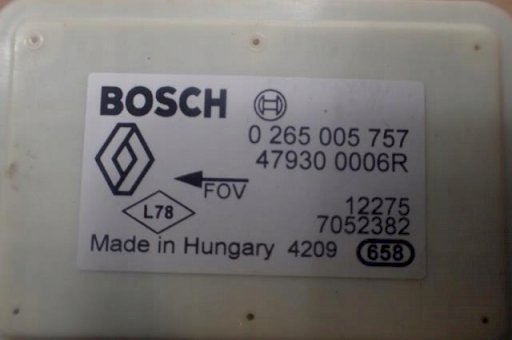 BOSCH
0 265 005 757
47930 0006R
FOV
L78
12275
7052382
Made in Hungary 4209 658